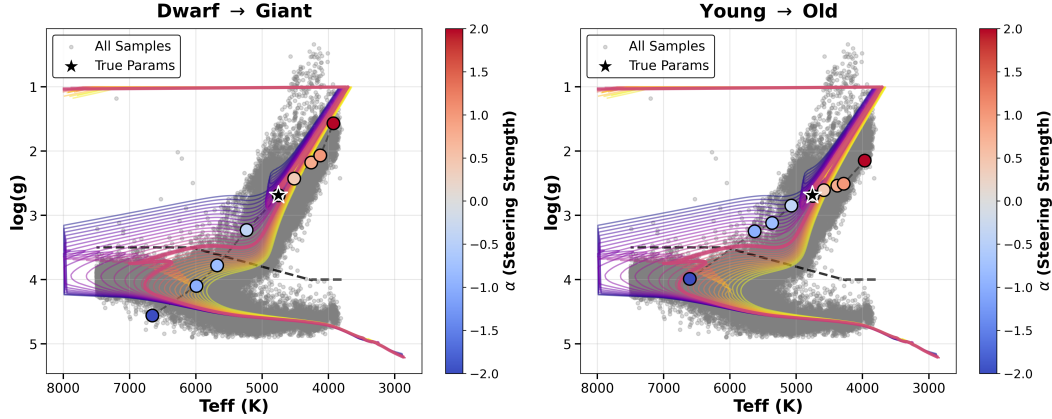 Dwarf → Giant
All Samples
True Params
1
2
3
4
5
log(g)
8000 7000 6000 5000 4000 3000
Teff (K)
2.0
1.5
1.0
0.5
0.0
−0.5
−1.0
−1.5
−2.0
α (Steering Strength)
Young → Old
All Samples
True Params
1
2
3
4
5
log(g)
8000 7000 6000 5000 4000 3000
Teff (K)
2.0
1.5
1.0
0.5
0.0
−0.5
−1.0
−1.5
−2.0
α (Steering Strength)